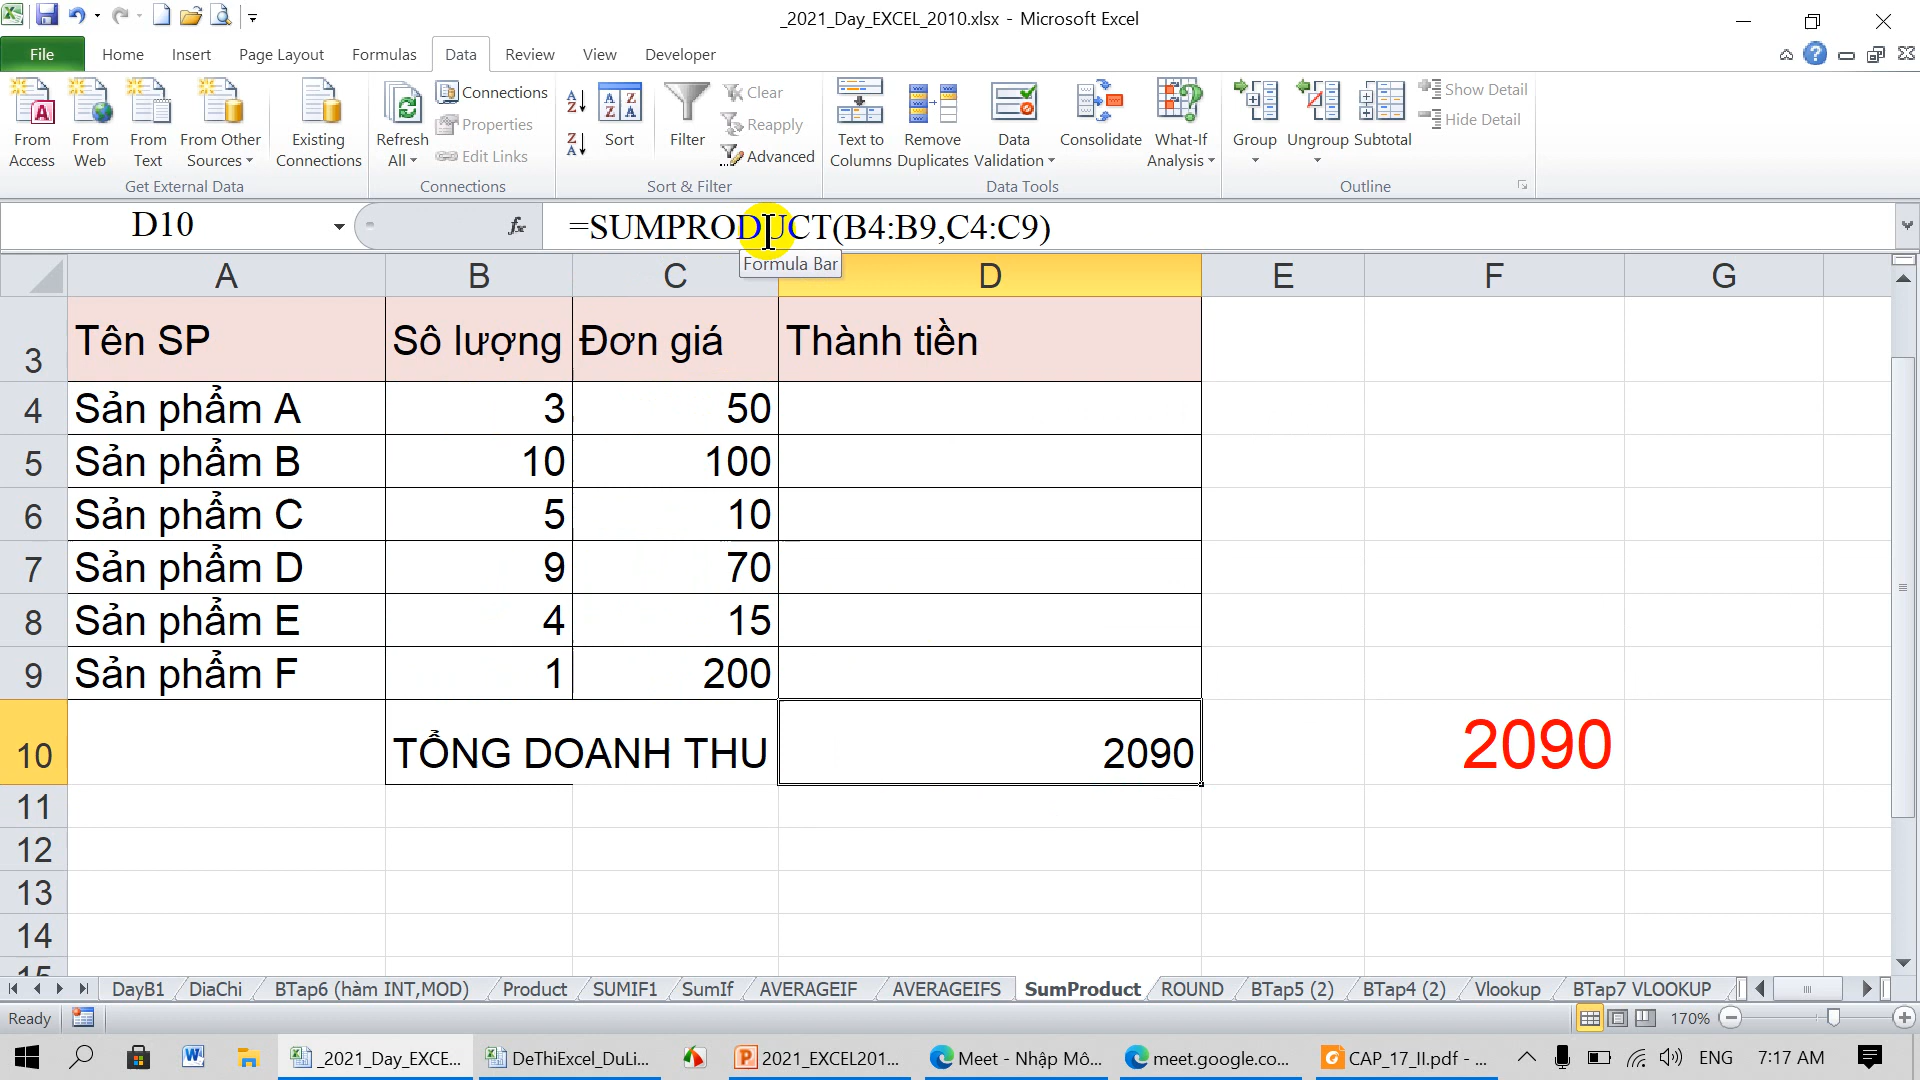 _2021_Day_EXCEL_2010.xlsx - Microsoft Excel
File Home Insert Page Layout Formulas Data Review View Developer
From Access
From Web
From Text
From Other Sources
Existing Connections
Get External Data
Refresh All
Connections
Properties
Edit Links
Connections
Sort
Filter
Clear
Reapply
Advanced
Sort & Filter
Text to Columns
Remove Duplicates
Data Validation
Consolidate
What-If Analysis
Data Tools
Group
Ungroup
Subtotal
Show Detail
Hide Detail
Outline
D10 fx =SUMPRODUCT(B4:B9,C4:C9)
Formula Bar
A B C D E F G
3 Tên SP Sô lượng Đơn giá Thành tiền
4 Sản phẩm A 3 50
5 Sản phẩm B 10 100
6 Sản phẩm C 5 10
7 Sản phẩm D 9 70
8 Sản phẩm E 4 15
9 Sản phẩm F 1 200
10 TỔNG DOANH THU 2090 2090
11
12
13
14
15
DayB1 DiaChi BTap6 (hàm INT,MOD) Product SUMIF1 SumIf AVERAGEIF AVERAGEIFS SumProduct ROUND BTap5 (2) BTap4 (2) Vlookup BTap7 VLOOKUP
Ready 170%
_2021_Day_EXCE... DeThiExcel_DuLi... 2021_EXCEL201... Meet - Nhập Mô... meet.google.co... CAP_17_II.pdf - ... ENG 7:17 AM